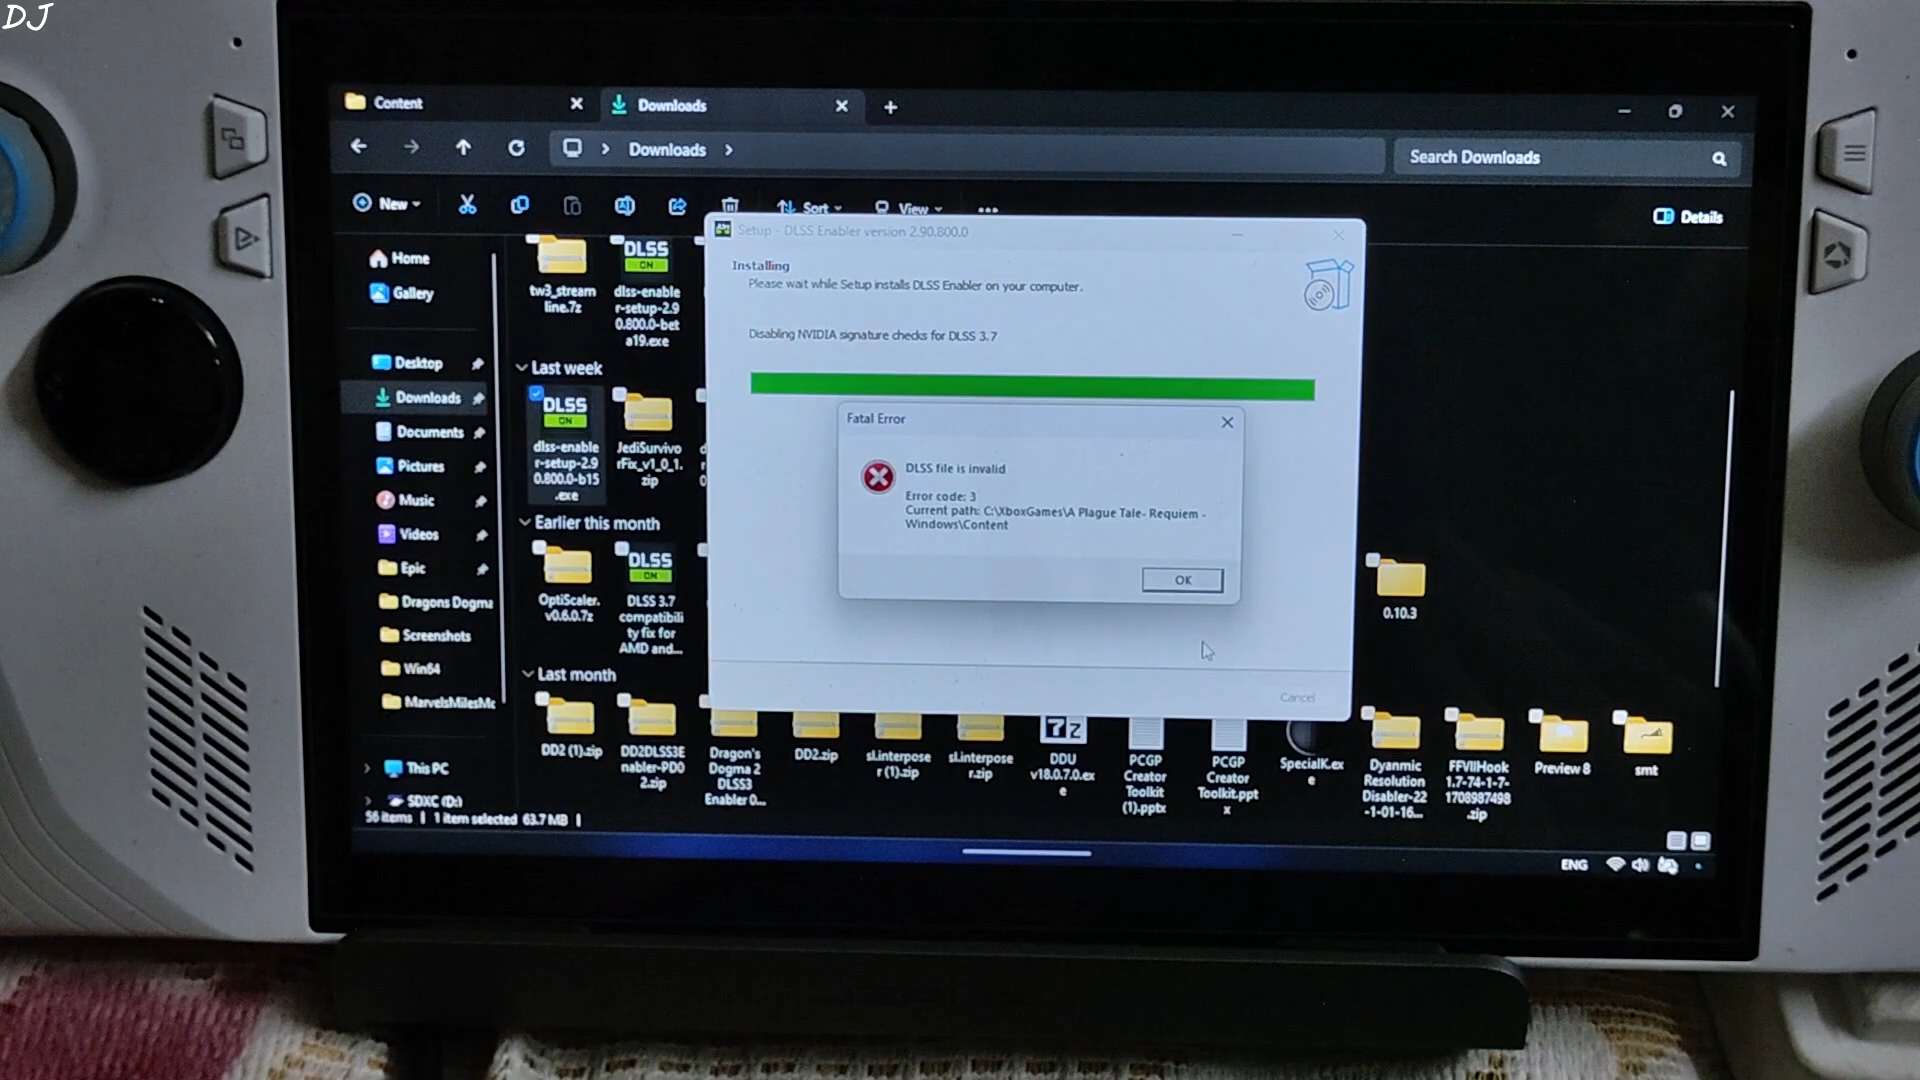 DJ
Content
Downloads
Downloads
Search Downloads
New
Sort
View
Details
Home
Gallery
Desktop
Downloads
Documents
Pictures
Music
Videos
Epic
Dragons Dogma
Screenshots
Win64
This PC
SDXC (D:)
56 items
1 item selected 63.7 MB
tw3_stream
line.7z
DLSS
ON
dlss-enable
r-setup-2.9
0.800.0-bet
a19.exe
Last week
DLSS
ON
dlss-enable
r-setup-2.9
0.800.0-b15
.exe
JediSurvivo
rFix_v1_0_1.
zip
Earlier this month
OptiScaler.
v0.6.0.7z
DLSS
ON
DLSS 3.7
compatibili
ty fix for
AMD and...
0.10.3
Last month
DD2 (1).zip
DD2DLSS3E
nabler-PD0
2.zip
Dragon's
Dogma 2
DLSS3
Enabler 0...
DD2.zip
sl.interpose
r (1).zip
sl.interpose
r.zip
7z
DDU
v18.0.7.0.ex
e
PCGP
Creator
Toolkit
(1).pptx
PCGP
Creator
Toolkit.ppt
x
SpecialK.ex
e
Dyanmic
Resolution
Disabler-22
-1-01-16...
FFVIIHook
1.7-74-1-7-
1708987498
.zip
Preview 8
smt
Setup - DLSS Enabler version 2.90.800.0
Installing
Please wait while Setup installs DLSS Enabler on your computer.
Disabling NVIDIA signature checks for DLSS 3.7
Fatal Error
DLSS file is invalid
Error code: 3
Current path: C:\XboxGames\A Plague Tale- Requiem -
Windows\Content
OK
Cancel
ENG